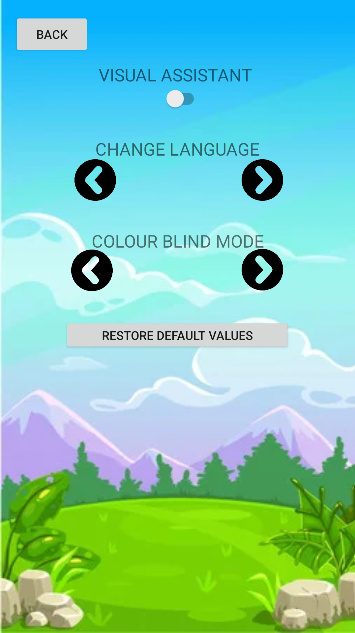 BACK
VISUAL ASSISTANT
CHANGE LANGUAGE
COLOUR BLIND MODE
RESTORE DEFAULT VALUES